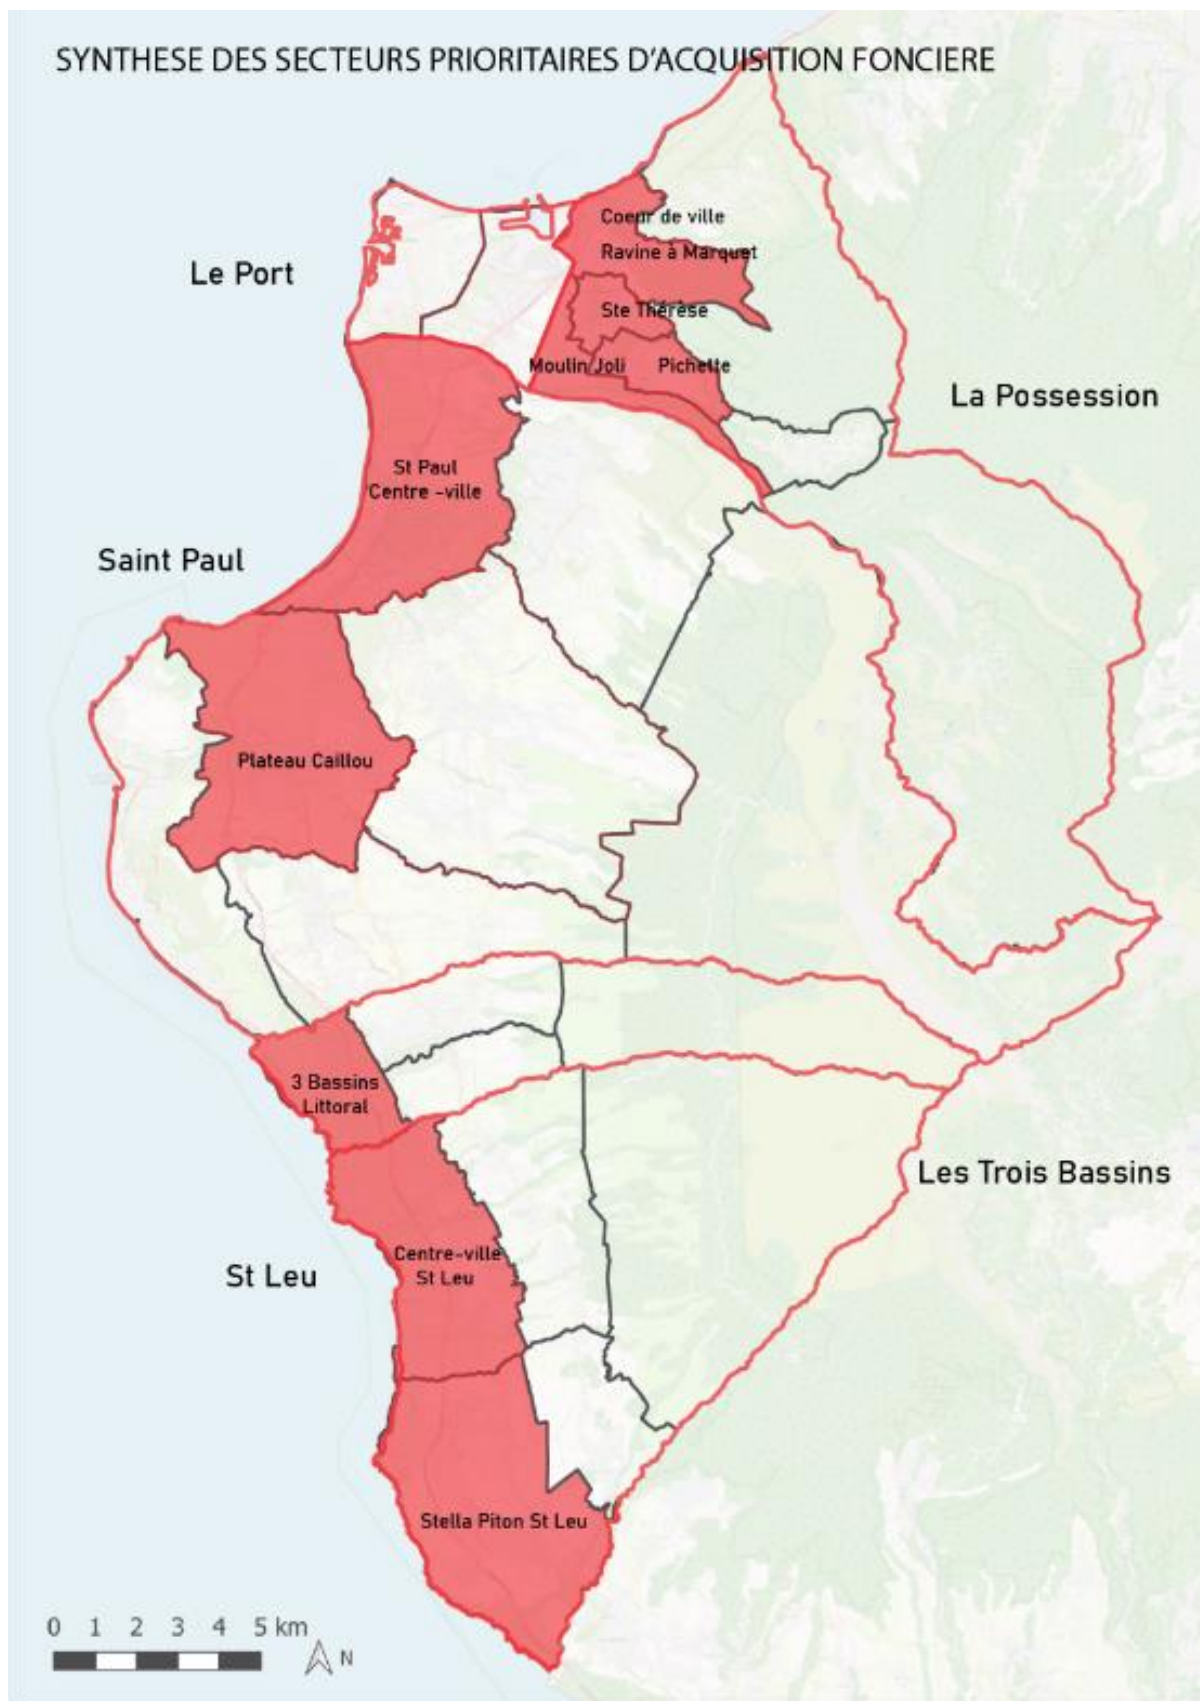 SYNTHESE DES SECTEURS PRIORITAIRES D'ACQUISITION FONCIERE
Coeur de ville
Ravine à Marquet
Le Port
Ste Thérèse
Moulin Joli
Pichette
La Possession
St Paul
Centre -ville
Saint Paul
Plateau Caillou
3 Bassins
Littoral
Les Trois Bassins
Centre-ville
St Leu
St Leu
Stella Piton St Leu
0 1 2 3 4 5 km
N